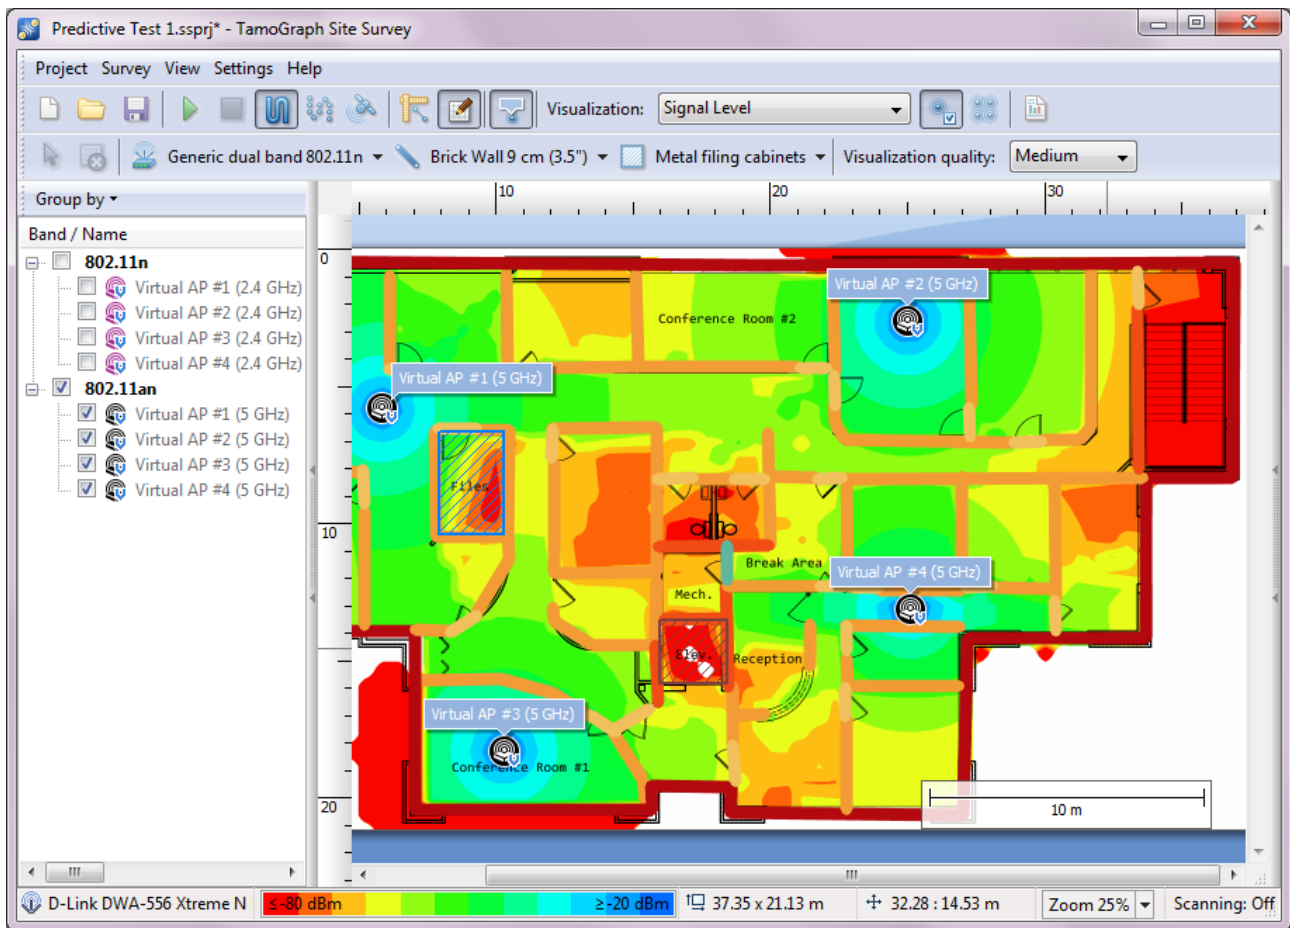 Predictive Test 1.ssprj* - TamoGraph Site Survey
Project Survey View Settings Help
Visualization: Signal Level
Generic dual band 802.11n Brick Wall 9 cm (3.5") Metal filing cabinets Visualization quality: Medium
Group by
Band / Name
802.11n
Virtual AP #1 (2.4 GHz)
Virtual AP #2 (2.4 GHz)
Virtual AP #3 (2.4 GHz)
Virtual AP #4 (2.4 GHz)
802.11an
Virtual AP #1 (5 GHz)
Virtual AP #2 (5 GHz)
Virtual AP #3 (5 GHz)
Virtual AP #4 (5 GHz)
10 20 30
0
10
20
Virtual AP #2 (5 GHz)
Conference Room #2
Virtual AP #1 (5 GHz)
Files
Break Area
Virtual AP #4 (5 GHz)
Mech.
Elev.
Reception
Virtual AP #3 (5 GHz)
Conference Room #1
10 m
D-Link DWA-556 Xtreme N ≤-80 dBm ≥-20 dBm 37.35 x 21.13 m 32.28 : 14.53 m Zoom 25% Scanning: Off